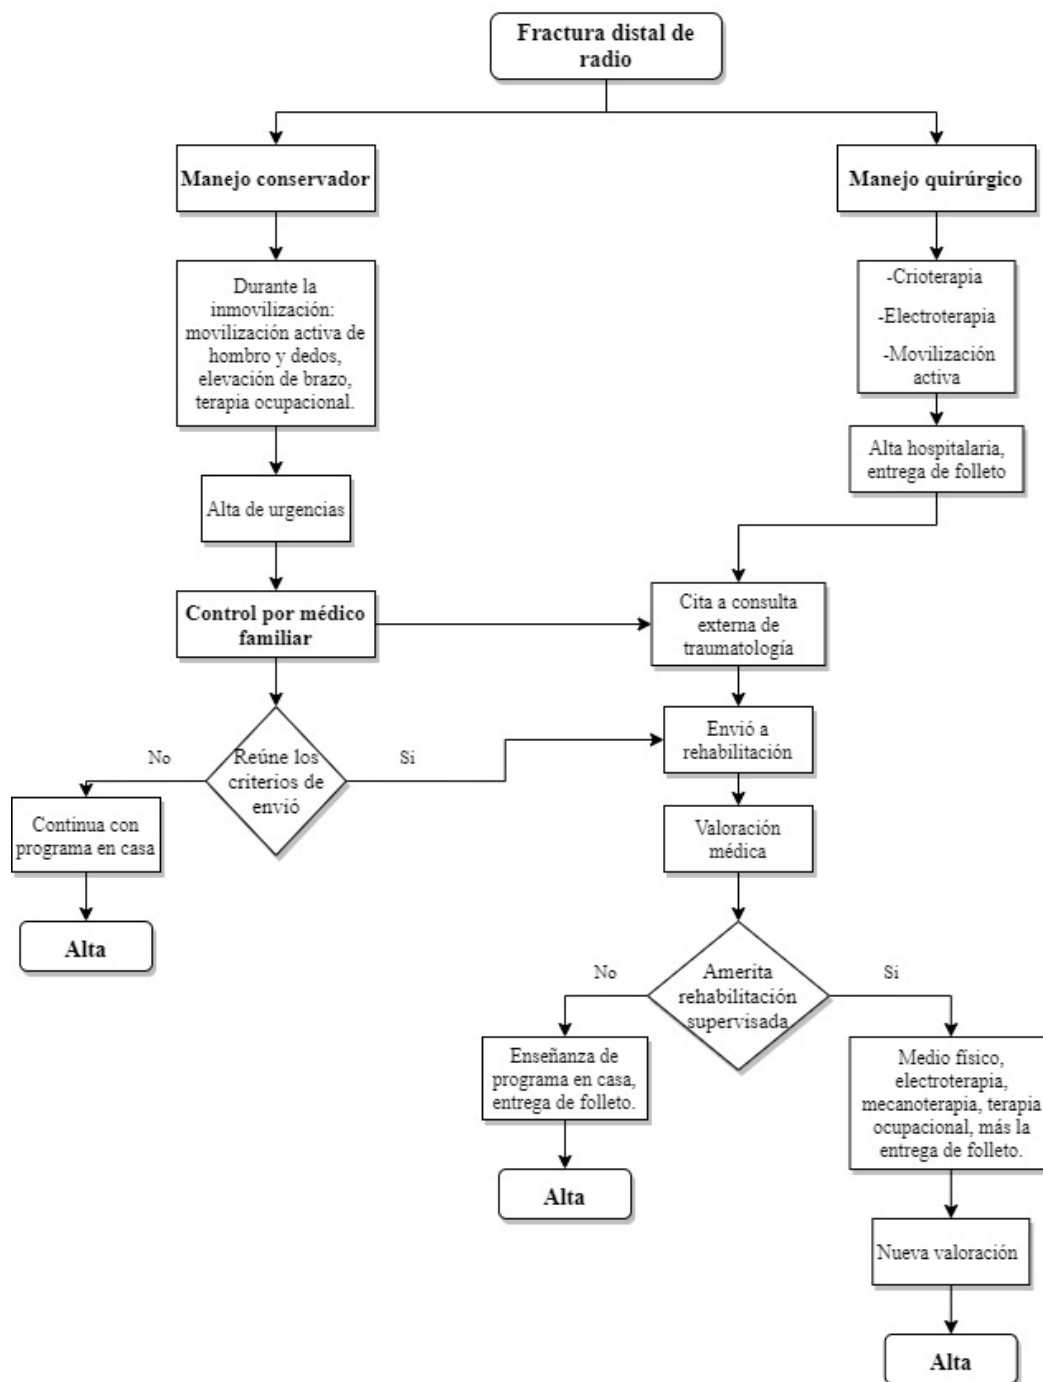 Fractura distal de
radio
Manejo conservador
Manejo quirúrgico
Durante la
inmovilización:
movilización activa de
hombro y dedos,
elevación de brazo,
terapia ocupacional.
-Crioterapia
-Electroterapia
-Movilización
activa
Alta hospitalaria,
entrega de folleto
Alta de urgencias
Control por médico
familiar
Cita a consulta
externa de
traumatología
No
Reúne los
criterios de
envió
Si
Envió a
rehabilitación
Continua con
programa en casa
Alta
Valoración
médica
No
Amerita
rehabilitación
supervisada
Si
Enseñanza de
programa en casa,
entrega de folleto.
Alta
Medio físico,
electroterapia,
mecanoterapia, terapia
ocupacional, más la
entrega de folleto.
Nueva valoración
Alta